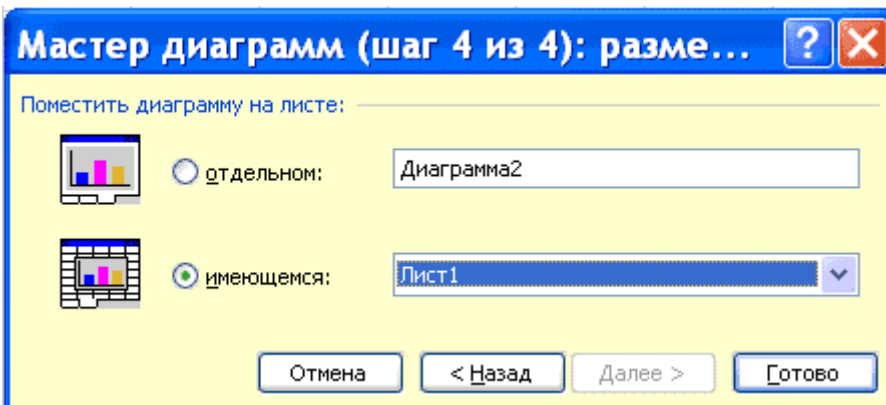 Мастер диаграмм (шаг 4 из 4): разме...
Поместить диаграмму на листе:
отдельном: Диаграмма2
имеющемся: Лист1
Отмена < Назад Далее > Готово